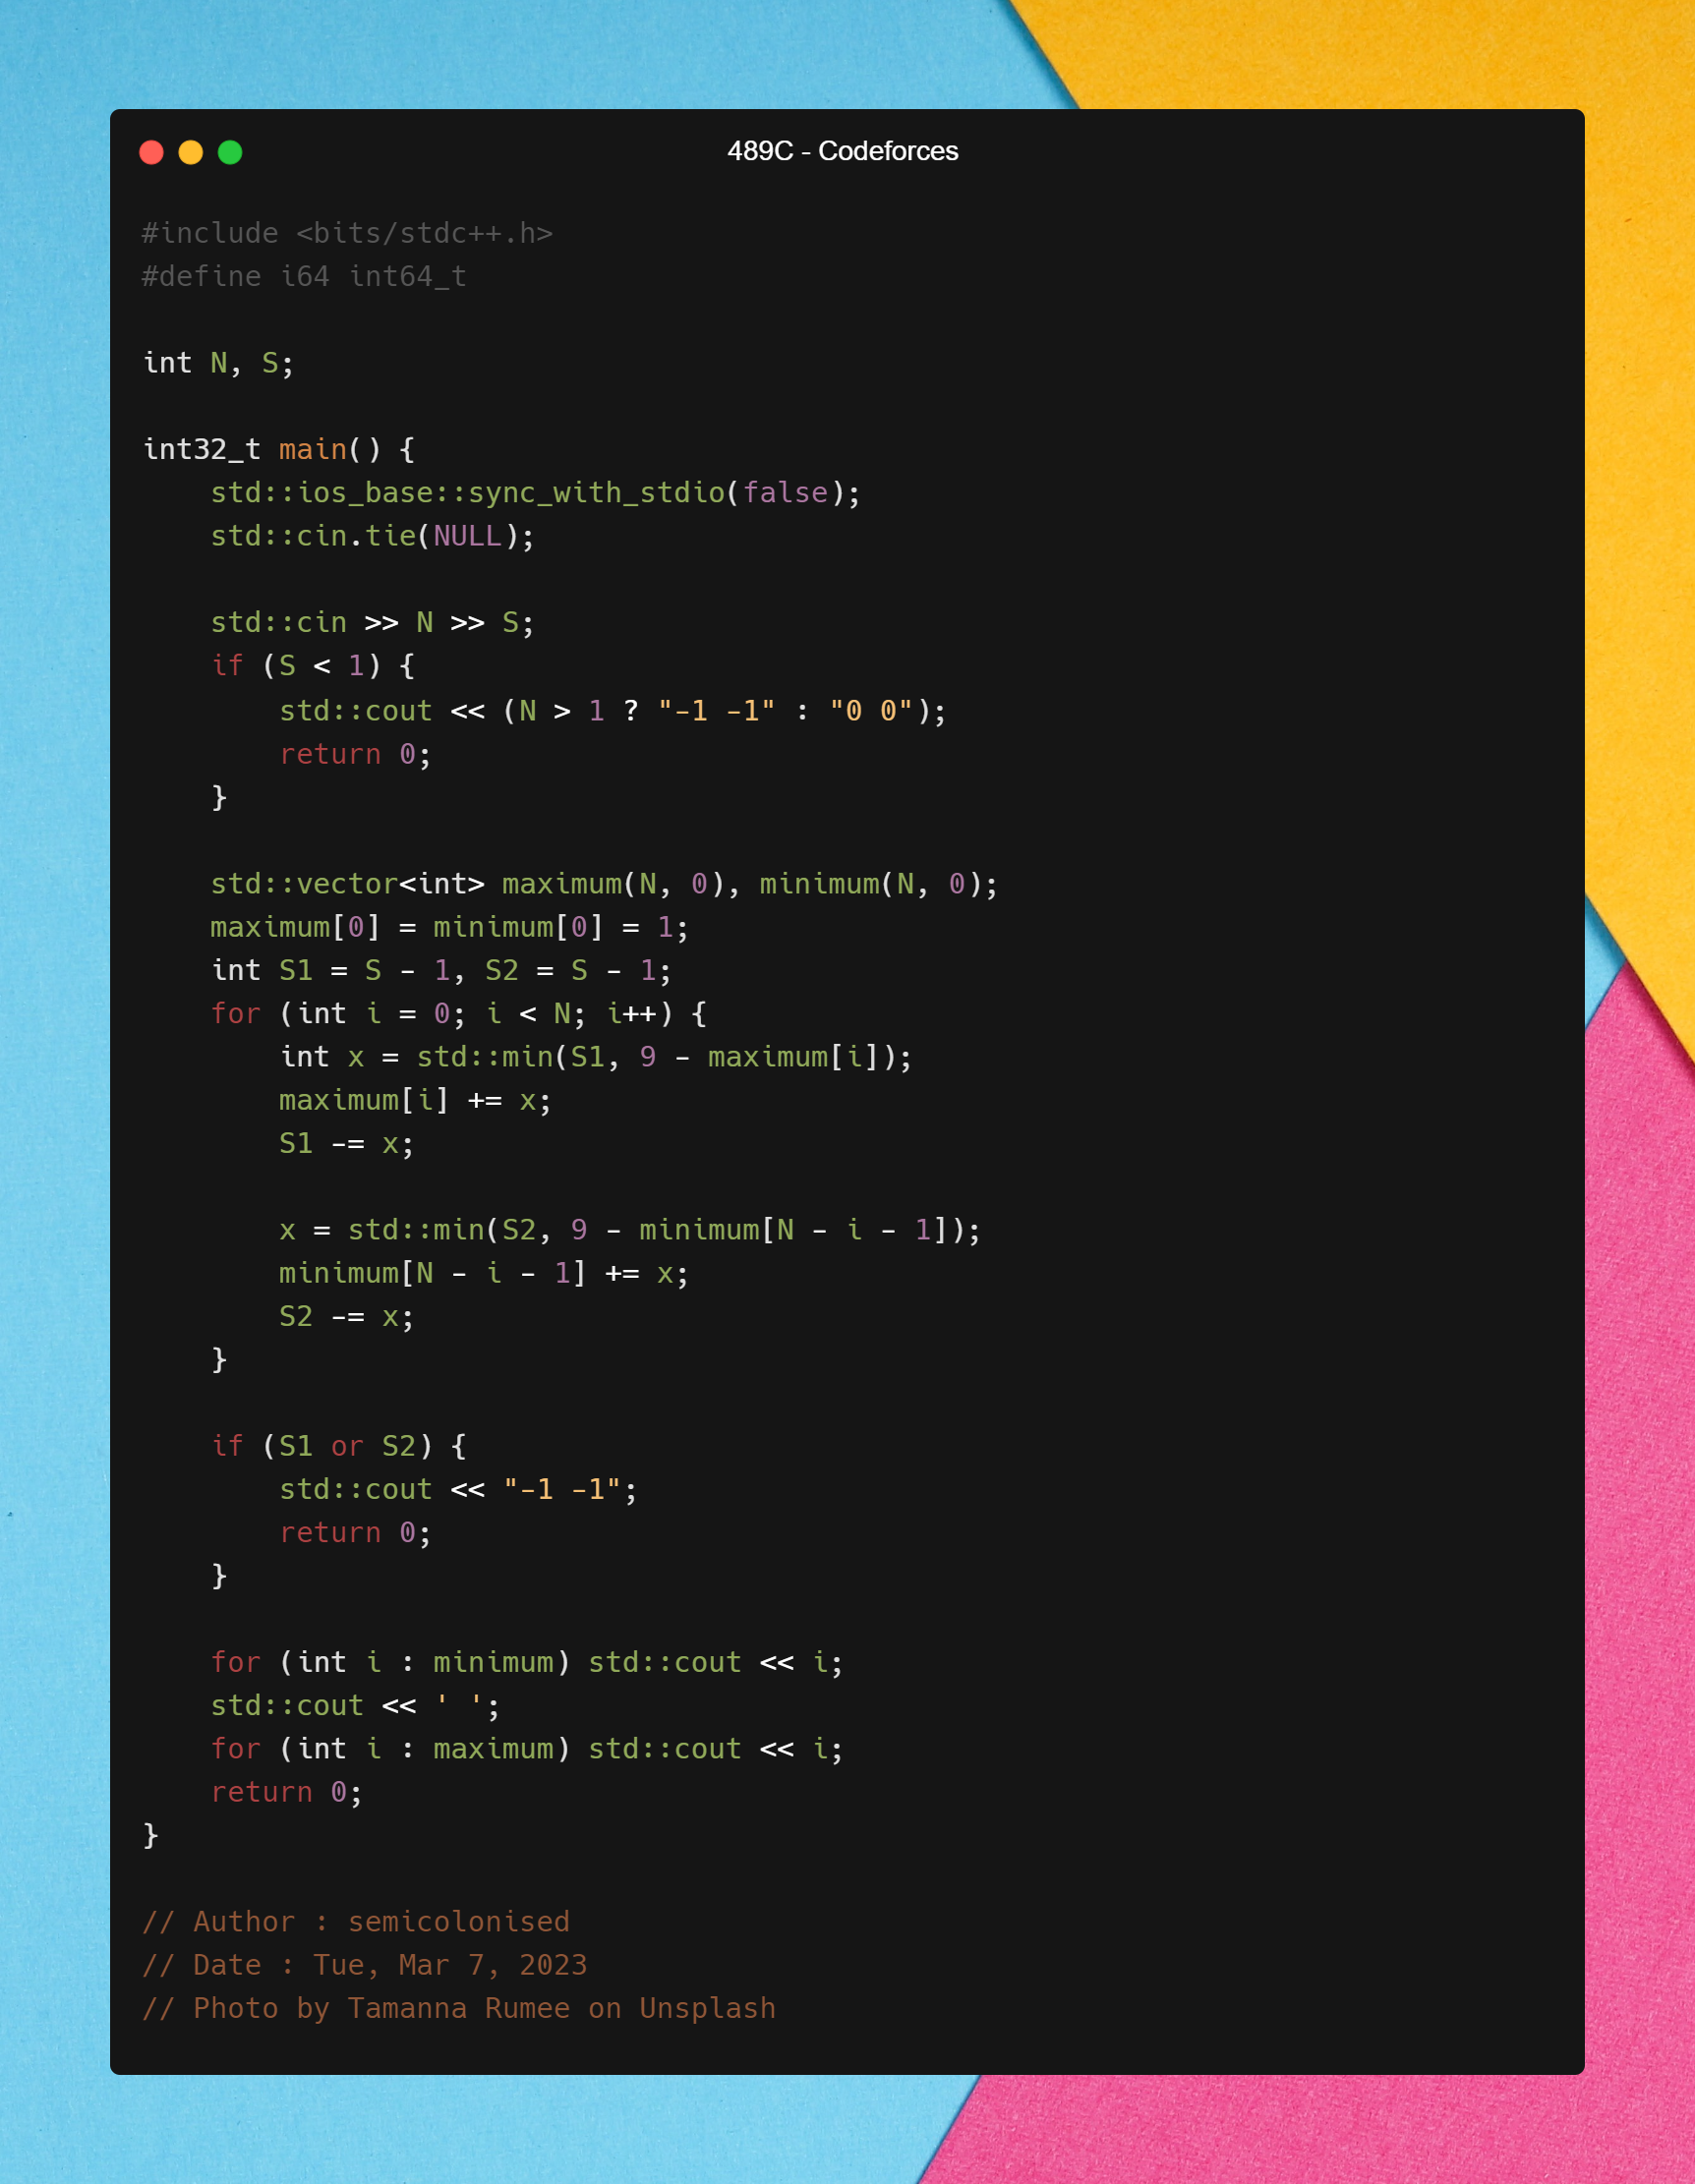 489C - Codeforces
#include <bits/stdc++.h>
#define i64 int64_t
int N, S;
int32_t main() {
    std::ios_base::sync_with_stdio(false);
    std::cin.tie(NULL);
    std::cin >> N >> S;
    if (S < 1) {
        std::cout << (N > 1 ? "-1 -1" : "0 0");
        return 0;
    }
    std::vector<int> maximum(N, 0), minimum(N, 0);
    maximum[0] = minimum[0] = 1;
    int S1 = S - 1, S2 = S - 1;
    for (int i = 0; i < N; i++) {
        int x = std::min(S1, 9 - maximum[i]);
        maximum[i] += x;
        S1 -= x;
        x = std::min(S2, 9 - minimum[N - i - 1]);
        minimum[N - i - 1] += x;
        S2 -= x;
    }
    if (S1 or S2) {
        std::cout << "-1 -1";
        return 0;
    }
    for (int i : minimum) std::cout << i;
    std::cout << ' ';
    for (int i : maximum) std::cout << i;
    return 0;
}
// Author : semicolonised
// Date : Tue, Mar 7, 2023
// Photo by Tamanna Rumee on Unsplash